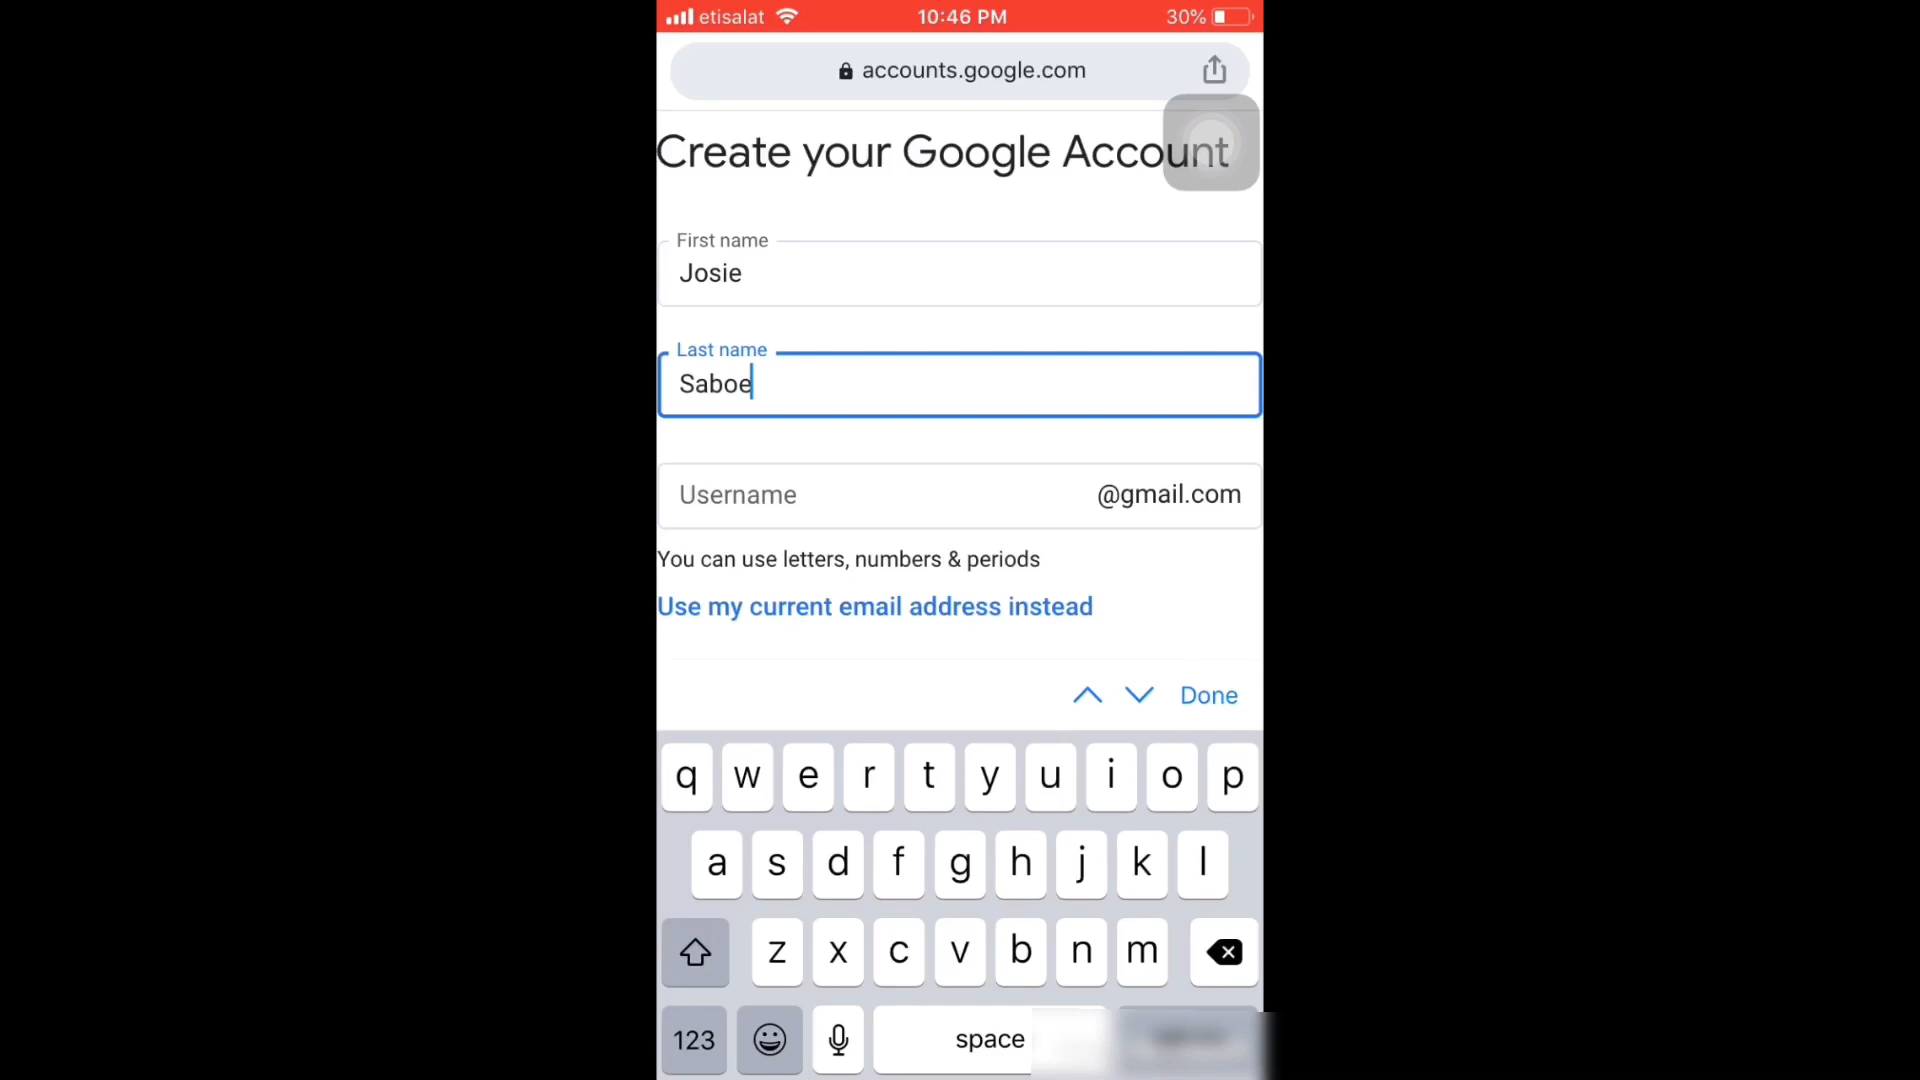 etisalat 10:46 PM 30%
accounts.google.com
Create your Google Account
First name
Josie
Last name
Saboe
Username @gmail.com
You can use letters, numbers & periods
Use my current email address instead
Done
q w e r t y u i o p
a s d f g h j k l
z x c v b n m
123 space